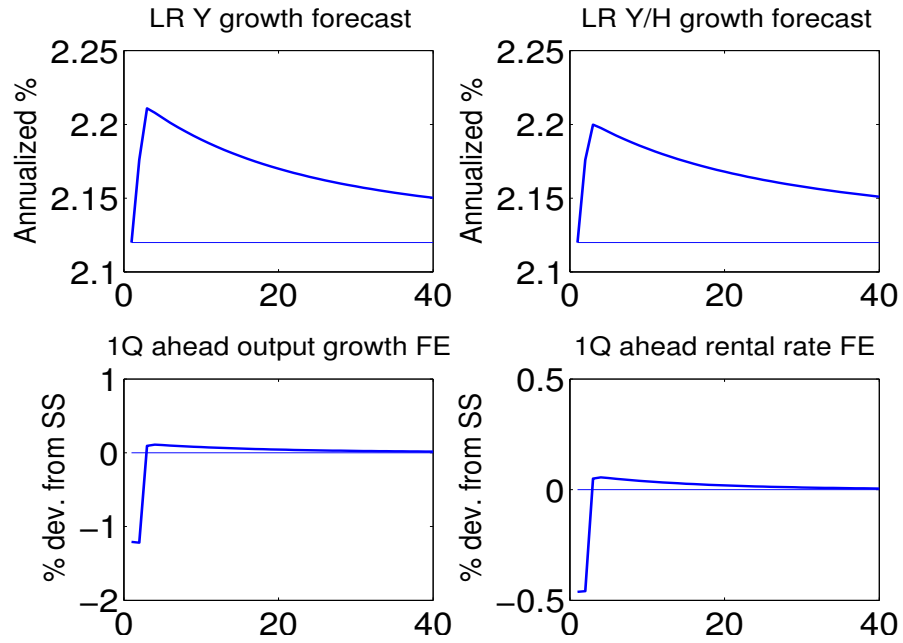 LR Y growth forecast
Annualized %
2.25
2.2
2.15
2.1
0 20 40
LR Y/H growth forecast
Annualized %
2.25
2.2
2.15
2.1
0 20 40
1Q ahead output growth FE
% dev. from SS
1
0
−1
−2
0 20 40
1Q ahead rental rate FE
% dev. from SS
0.5
0
−0.5
0 20 40